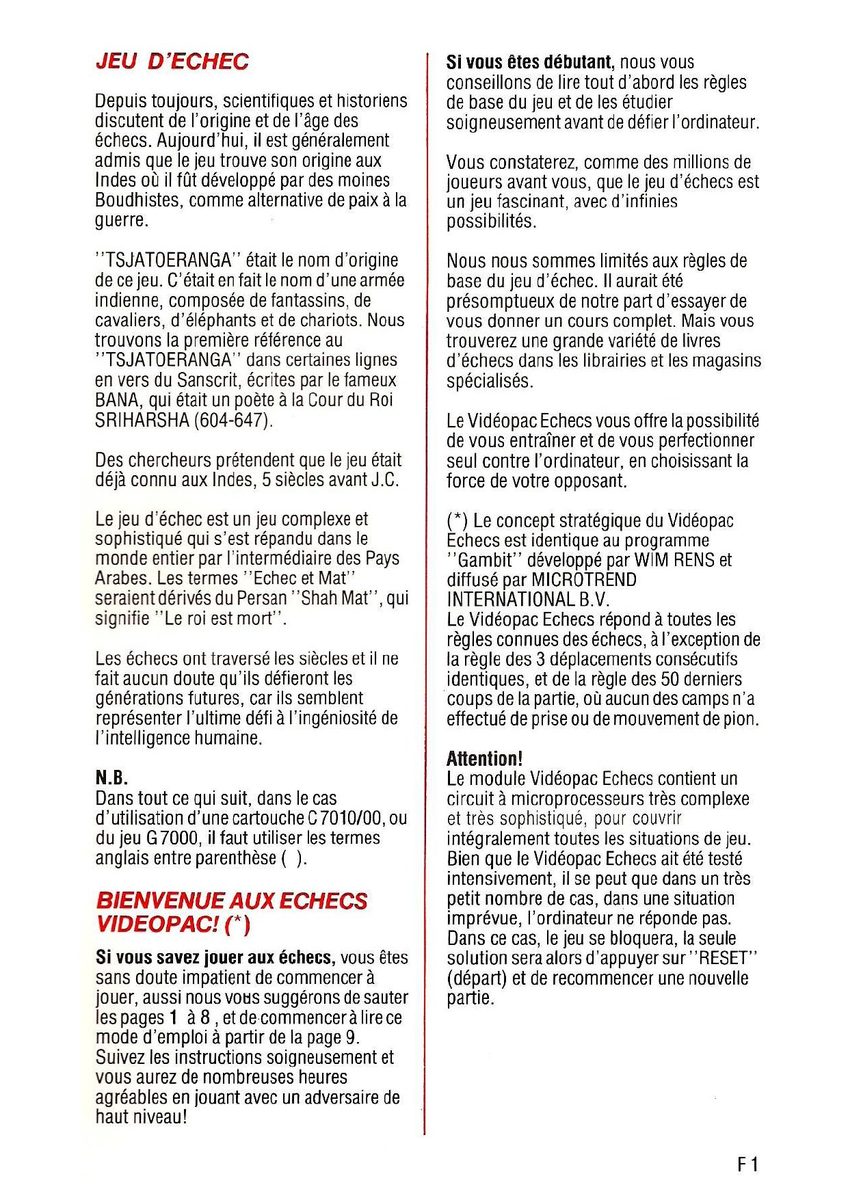 JEU D'ECHEC
Depuis toujours, scientifiques et historiens
discutent de l'origine et de l'âge des
échecs. Aujourd'hui, il est généralement
admis que le jeu trouve son origine aux
Indes où il fût développé par des moines
Boudhistes, comme alternative de paix à la
guerre.
''TSJATOERANGA'' était le nom d'origine
de ce jeu. C'était en fait le nom d'une armée
indienne, composée de fantassins, de
cavaliers, d'éléphants et de chariots. Nous
trouvons la première référence au
''TSJATOERANGA'' dans certaines lignes
en vers du Sanscrit, écrites par le fameux
BANA, qui était un poète à la Cour du Roi
SRIHARSHA (604-647).
Des chercheurs prétendent que le jeu était
déjà connu aux Indes, 5 siècles avant J.C.
Le jeu d'échec est un jeu complexe et
sophistiqué qui s'est répandu dans le
monde entier par l'intermédiaire des Pays
Arabes. Les termes ''Echec et Mat''
seraient dérivés du Persan ''Shah Mat'', qui
signifie ''Le roi est mort''.
Les échecs ont traversé les siècles et il ne
fait aucun doute qu'ils défieront les
générations futures, car ils semblent
représenter l'ultime défi à l'ingéniosité de
l'intelligence humaine.
N.B.
Dans tout ce qui suit, dans le cas
d'utilisation d'une cartouche C7010/00, ou
du jeu G7000, il faut utiliser les termes
anglais entre parenthèse ( ).
BIENVENUE AUX ECHECS
VIDEOPAC! (*)
Si vous savez jouer aux échecs, vous êtes
sans doute impatient de commencer à
jouer, aussi nous vous suggérons de sauter
les pages 1 à 8 , et de commencer à lire ce
mode d'emploi à partir de la page 9.
Suivez les instructions soigneusement et
vous aurez de nombreuses heures
agréables en jouant avec un adversaire de
haut niveau!
Si vous êtes débutant, nous vous
conseillons de lire tout d'abord les règles
de base du jeu et de les étudier
soigneusement avant de défier l'ordinateur.
Vous constaterez, comme des millions de
joueurs avant vous, que le jeu d'échecs est
un jeu fascinant, avec d'infinies
possibilités.
Nous nous sommes limités aux règles de
base du jeu d'échec. Il aurait été
présomptueux de notre part d'essayer de
vous donner un cours complet. Mais vous
trouverez une grande variété de livres
d'échecs dans les librairies et les magasins
spécialisés.
Le Vidéopac Echecs vous offre la possibilité
de vous entraîner et de vous perfectionner
seul contre l'ordinateur, en choisissant la
force de votre opposant.
(*) Le concept stratégique du Vidéopac
Echecs est identique au programme
''Gambit'' développé par WIM RENS et
diffusé par MICROTREND
INTERNATIONAL B.V.
Le Vidéopac Echecs répond à toutes les
règles connues des échecs, à l'exception de
la règle des 3 déplacements consécutifs
identiques, et de la règle des 50 derniers
coups de la partie, où aucun des camps n'a
effectué de prise ou de mouvement de pion.
Attention!
Le module Vidéopac Echecs contient un
circuit à microprocesseurs très complexe
et très sophistiqué, pour couvrir
intégralement toutes les situations de jeu.
Bien que le Vidéopac Echecs ait été testé
intensivement, il se peut que dans un très
petit nombre de cas, dans une situation
imprévue, l'ordinateur ne réponde pas.
Dans ce cas, le jeu se bloquera, la seule
solution sera alors d'appuyer sur ''RESET''
(départ) et de recommencer une nouvelle
partie.
F 1